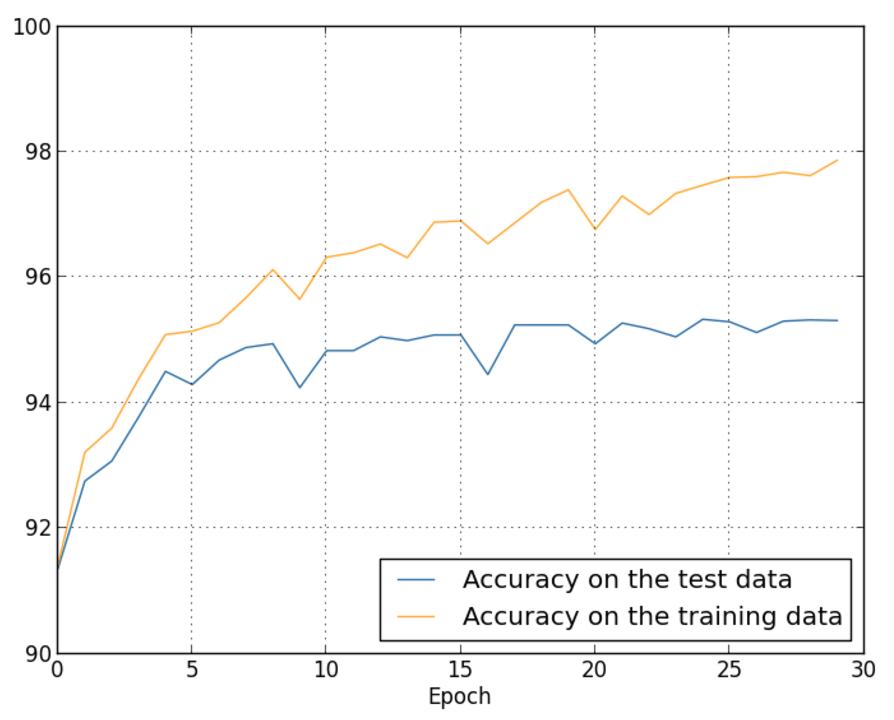 100
98
96
94
92
90
0 5 10 15 20 25 30
Epoch
Accuracy on the test data
Accuracy on the training data